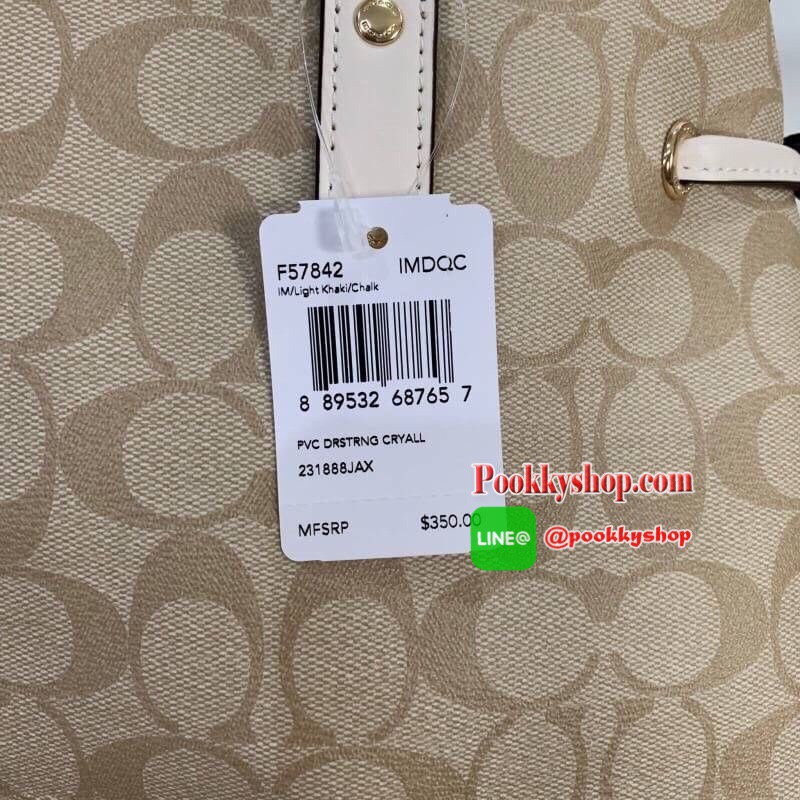 F57842 IMDQC
IM/Light Khaki/Chalk
8 89532 68765 7
PVC DRSTRNG CRYALL
231888JAX
MFSRP $350.00
Pookkyshop.com
LINE@ @pookkyshop